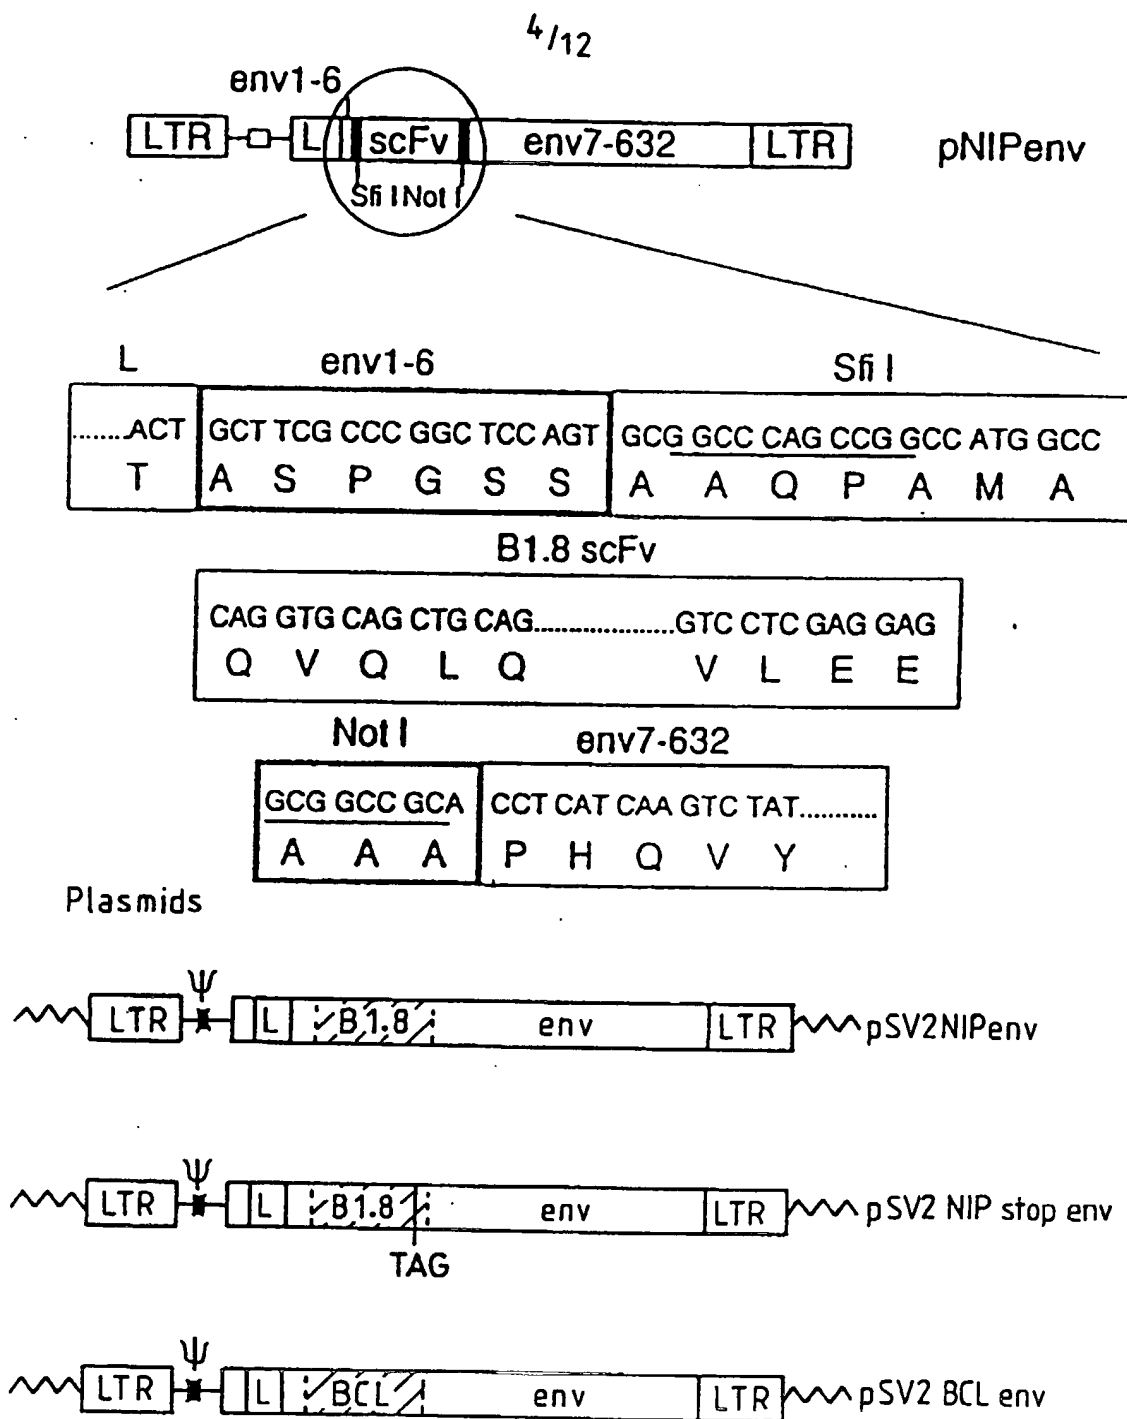 4/12
env1-6
LTR L scFv env7-632 LTR pNIPenv
Sfi I Not I
L env1-6 Sfi I
........ACT GCT TCG CCC GGC TCC AGT GCG GCC CAG CCG GCC ATG GCC
T A S P G S S A A Q P A M A
B1.8 scFv
CAG GTG CAG CTG CAG....................GTC CTC GAG GAG
Q V Q L Q V L E E
Not I env7-632
GCG GCC GCA CCT CAT CAA GTC TAT...........
A A A P H Q V Y
Plasmids
Ψ
LTR L B1.8 env LTR pSV2NIPenv
Ψ
LTR L B1.8 env LTR pSV2 NIP stop env
TAG
Ψ
LTR L BCL env LTR pSV2 BCL env